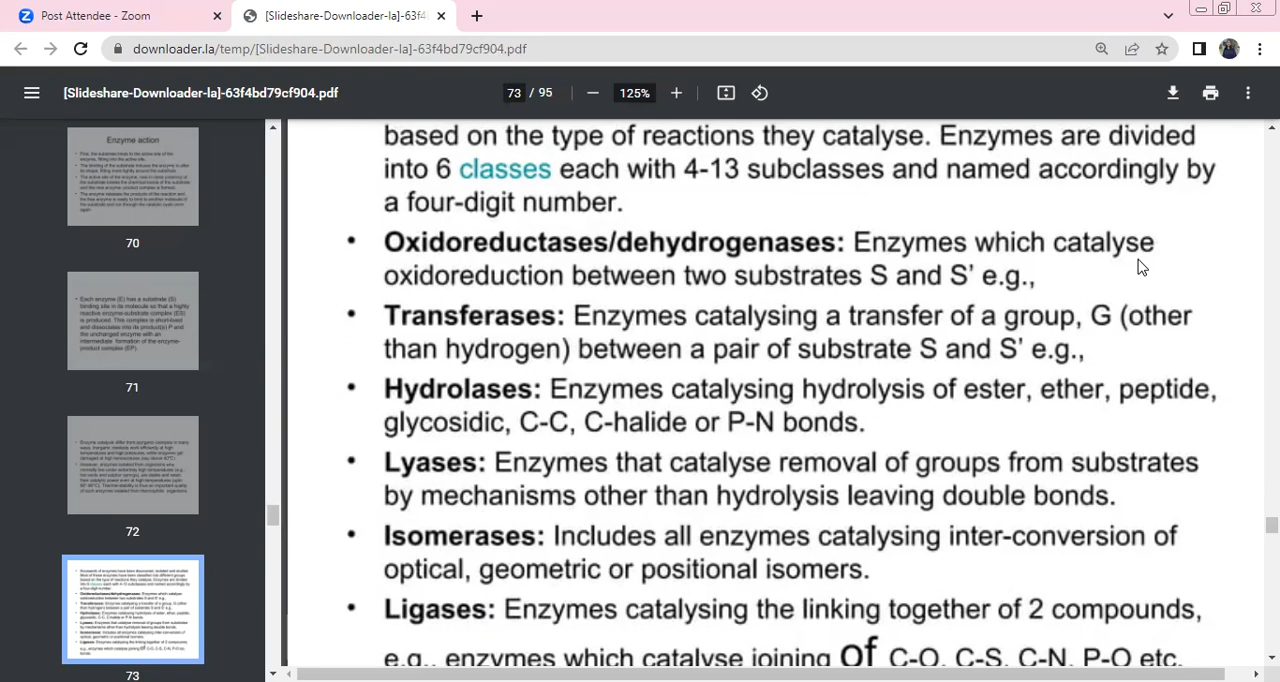 Post Attendee - Zoom
[Slideshare-Downloader-la]-63f4
downloader.la/temp/[Slideshare-Downloader-la]-63f4bd79cf904.pdf
[Slideshare-Downloader-la]-63f4bd79cf904.pdf
73 / 95
125%
Enzyme action
70
71
72
73
based on the type of reactions they catalyse. Enzymes are divided
into 6 classes each with 4-13 subclasses and named accordingly by
a four-digit number.
• Oxidoreductases/dehydrogenases: Enzymes which catalyse
oxidoreduction between two substrates S and S’ e.g.,
• Transferases: Enzymes catalysing a transfer of a group, G (other
than hydrogen) between a pair of substrate S and S’ e.g.,
• Hydrolases: Enzymes catalysing hydrolysis of ester, ether, peptide,
glycosidic, C-C, C-halide or P-N bonds.
• Lyases: Enzymes that catalyse removal of groups from substrates
by mechanisms other than hydrolysis leaving double bonds.
• Isomerases: Includes all enzymes catalysing inter-conversion of
optical, geometric or positional isomers.
• Ligases: Enzymes catalysing the linking together of 2 compounds,
e.g., enzymes which catalyse joining of C-O, C-S, C-N, P-O etc.